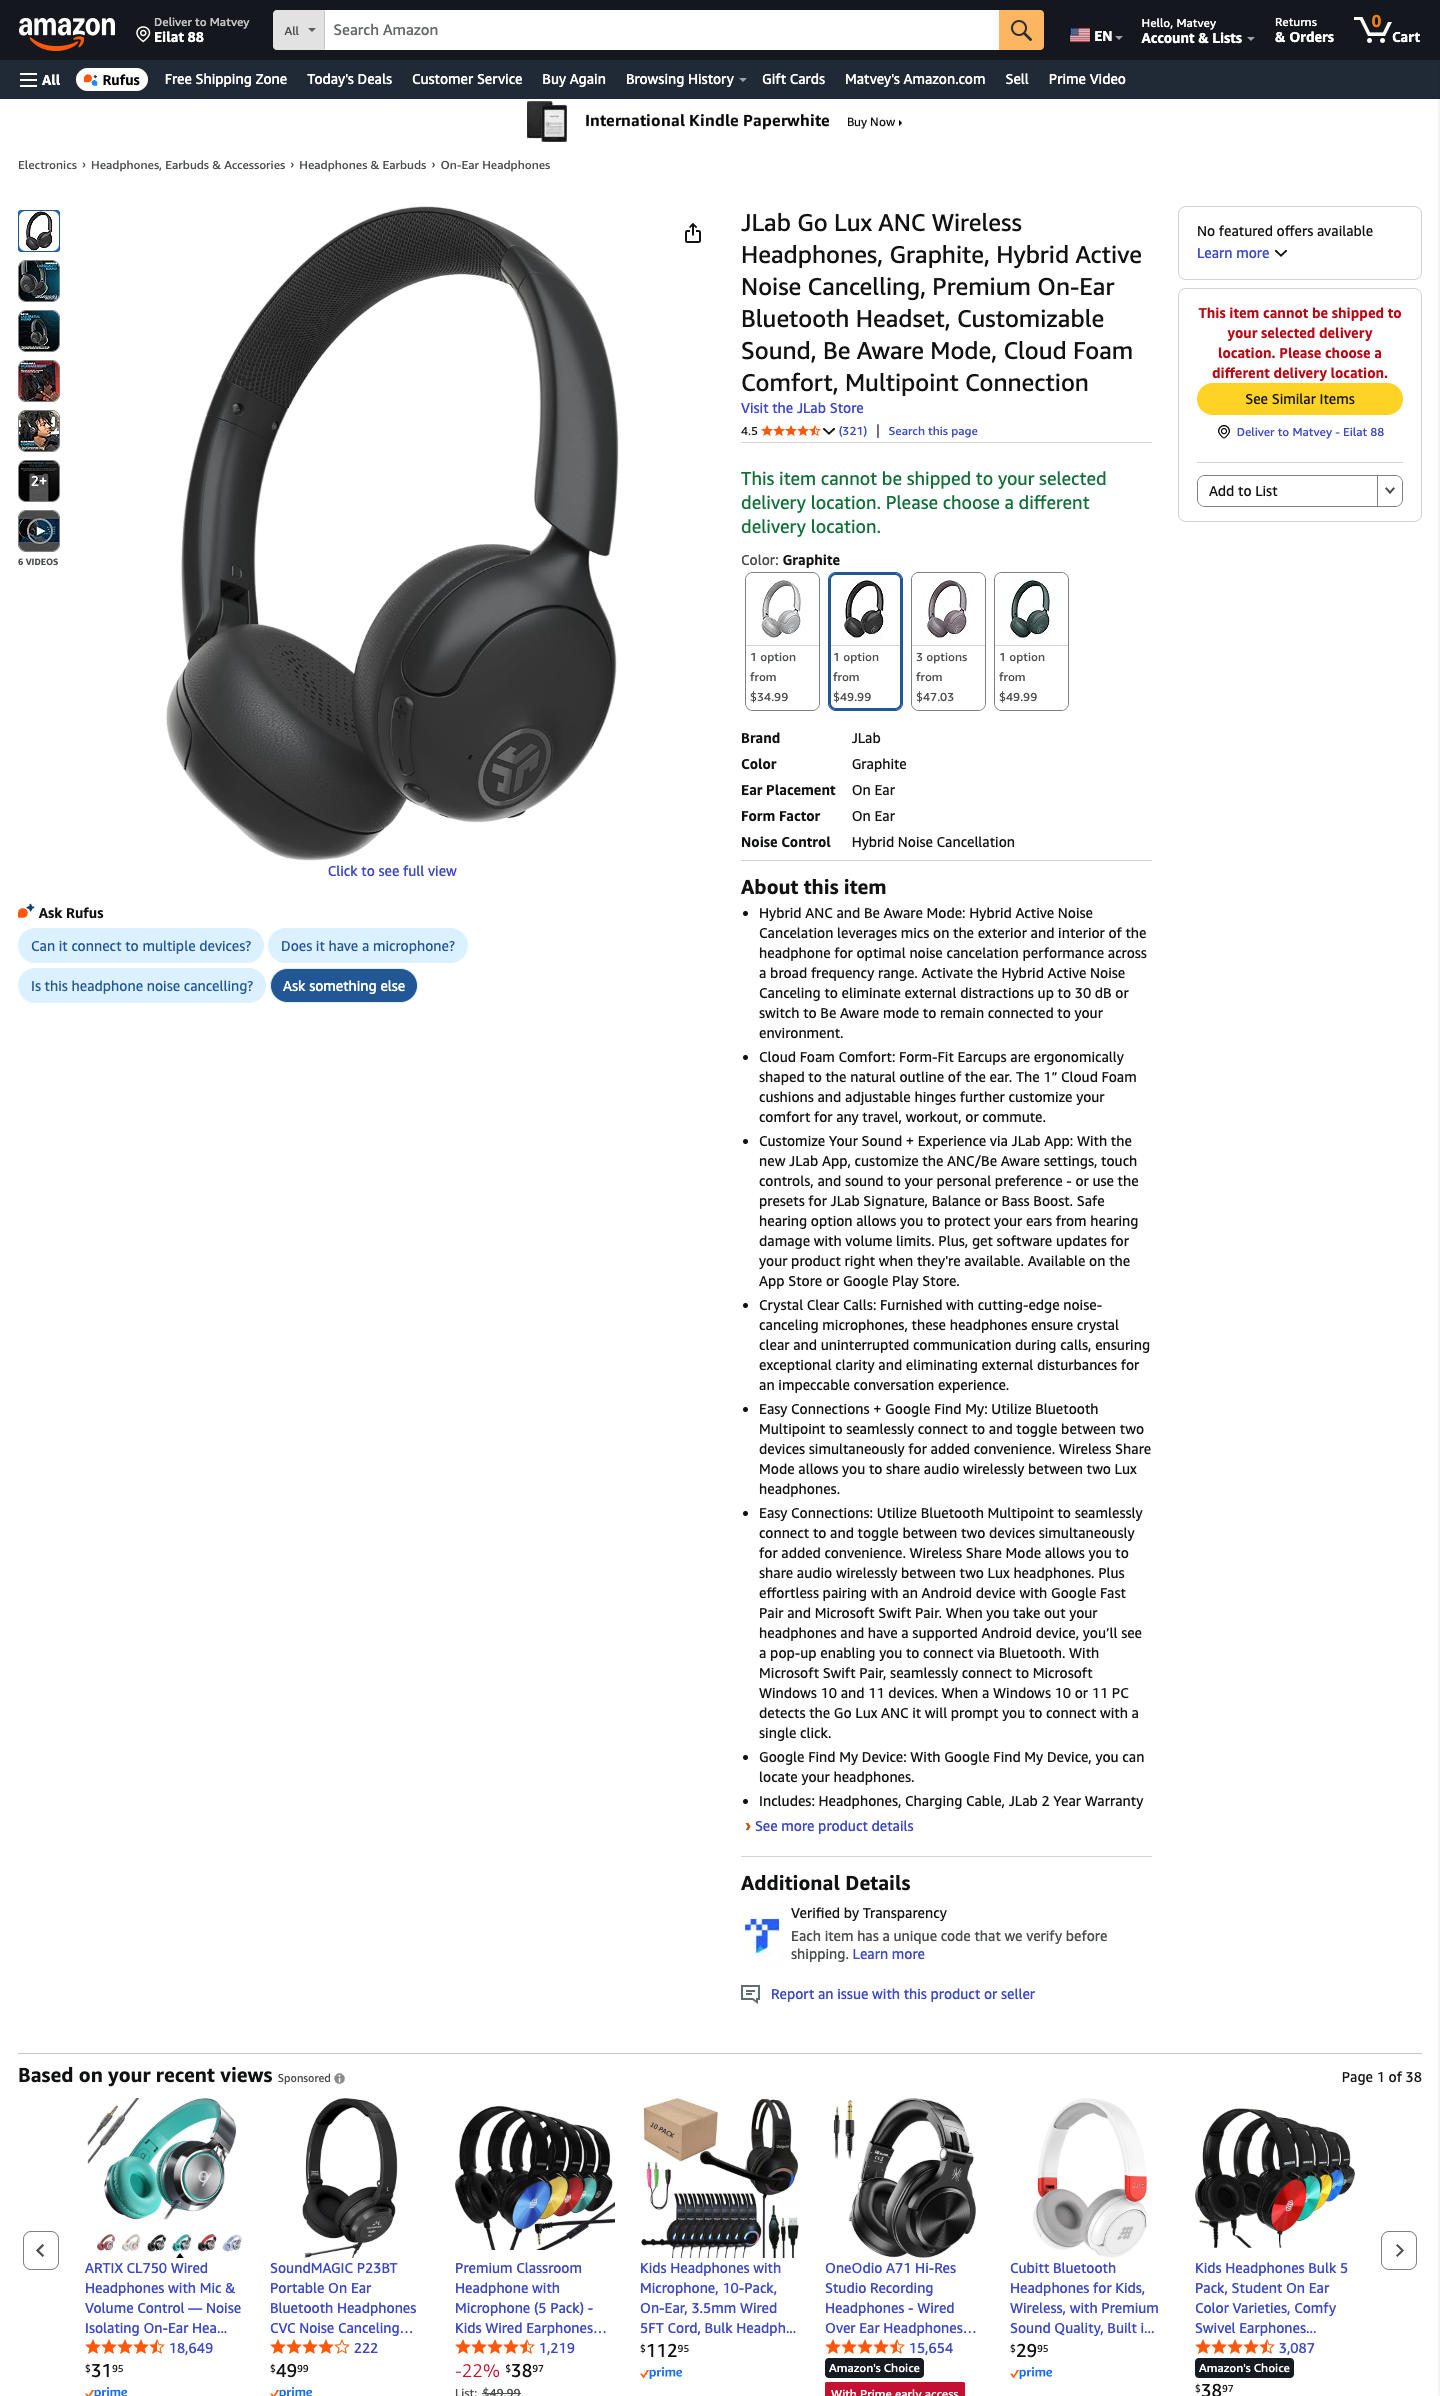 amazon
Deliver to Matvey
Eilat 88
All
Search Amazon
EN
Hello, Matvey
Account & Lists
Returns
& Orders
0
Cart
All
Rufus
Free Shipping Zone
Today's Deals
Customer Service
Buy Again
Browsing History
Gift Cards
Matvey's Amazon.com
Sell
Prime Video
International Kindle Paperwhite
Buy Now
Electronics › Headphones, Earbuds & Accessories › Headphones & Earbuds › On-Ear Headphones
2+
6 VIDEOS
Click to see full view
Ask Rufus
Can it connect to multiple devices?
Does it have a microphone?
Is this headphone noise cancelling?
Ask something else
JLab Go Lux ANC Wireless
Headphones, Graphite, Hybrid Active
Noise Cancelling, Premium On-Ear
Bluetooth Headset, Customizable
Sound, Be Aware Mode, Cloud Foam
Comfort, Multipoint Connection
Visit the JLab Store
4.5 (321) | Search this page
This item cannot be shipped to your selected
delivery location. Please choose a different
delivery location.
Color: Graphite
1 option
from
$34.99
1 option
from
$49.99
3 options
from
$47.03
1 option
from
$49.99
Brand JLab
Color Graphite
Ear Placement On Ear
Form Factor On Ear
Noise Control Hybrid Noise Cancellation
About this item
• Hybrid ANC and Be Aware Mode: Hybrid Active Noise
Cancelation leverages mics on the exterior and interior of the
headphone for optimal noise cancelation performance across
a broad frequency range. Activate the Hybrid Active Noise
Canceling to eliminate external distractions up to 30 dB or
switch to Be Aware mode to remain connected to your
environment.
• Cloud Foam Comfort: Form-Fit Earcups are ergonomically
shaped to the natural outline of the ear. The 1” Cloud Foam
cushions and adjustable hinges further customize your
comfort for any travel, workout, or commute.
• Customize Your Sound + Experience via JLab App: With the
new JLab App, customize the ANC/Be Aware settings, touch
controls, and sound to your personal preference - or use the
presets for JLab Signature, Balance or Bass Boost. Safe
hearing option allows you to protect your ears from hearing
damage with volume limits. Plus, get software updates for
your product right when they're available. Available on the
App Store or Google Play Store.
• Crystal Clear Calls: Furnished with cutting-edge noise-
canceling microphones, these headphones ensure crystal
clear and uninterrupted communication during calls, ensuring
exceptional clarity and eliminating external disturbances for
an impeccable conversation experience.
• Easy Connections + Google Find My: Utilize Bluetooth
Multipoint to seamlessly connect to and toggle between two
devices simultaneously for added convenience. Wireless Share
Mode allows you to share audio wirelessly between two Lux
headphones.
• Easy Connections: Utilize Bluetooth Multipoint to seamlessly
connect to and toggle between two devices simultaneously
for added convenience. Wireless Share Mode allows you to
share audio wirelessly between two Lux headphones. Plus
effortless pairing with an Android device with Google Fast
Pair and Microsoft Swift Pair. When you take out your
headphones and have a supported Android device, you’ll see
a pop-up enabling you to connect via Bluetooth. With
Microsoft Swift Pair, seamlessly connect to Microsoft
Windows 10 and 11 devices. When a Windows 10 or 11 PC
detects the Go Lux ANC it will prompt you to connect with a
single click.
• Google Find My Device: With Google Find My Device, you can
locate your headphones.
• Includes: Headphones, Charging Cable, JLab 2 Year Warranty
› See more product details
Additional Details
Verified by Transparency
Each item has a unique code that we verify before
shipping. Learn more
Report an issue with this product or seller
No featured offers available
Learn more
This item cannot be shipped to
your selected delivery
location. Please choose a
different delivery location.
See Similar Items
Deliver to Matvey - Eilat 88
Add to List
Based on your recent views Sponsored
Page 1 of 38
ARTIX CL750 Wired
Headphones with Mic &
Volume Control — Noise
Isolating On-Ear Hea...
18,649
$31.95
prime
SoundMAGIC P23BT
Portable On Ear
Bluetooth Headphones
CVC Noise Canceling...
222
$49.99
prime
Premium Classroom
Headphone with
Microphone (5 Pack) -
Kids Wired Earphones...
1,219
-22% $38.97
List: $49.99
10 PACK
Kids Headphones with
Microphone, 10-Pack,
On-Ear, 3.5mm Wired
5FT Cord, Bulk Headph...
$112.95
prime
OneOdio A71 Hi-Res
Studio Recording
Headphones - Wired
Over Ear Headphones...
15,654
Amazon's Choice
With Prime early access
Cubitt Bluetooth
Headphones for Kids,
Wireless, with Premium
Sound Quality, Built i...
$29.95
prime
Kids Headphones Bulk 5
Pack, Student On Ear
Color Varieties, Comfy
Swivel Earphones...
3,087
Amazon's Choice
$38.97